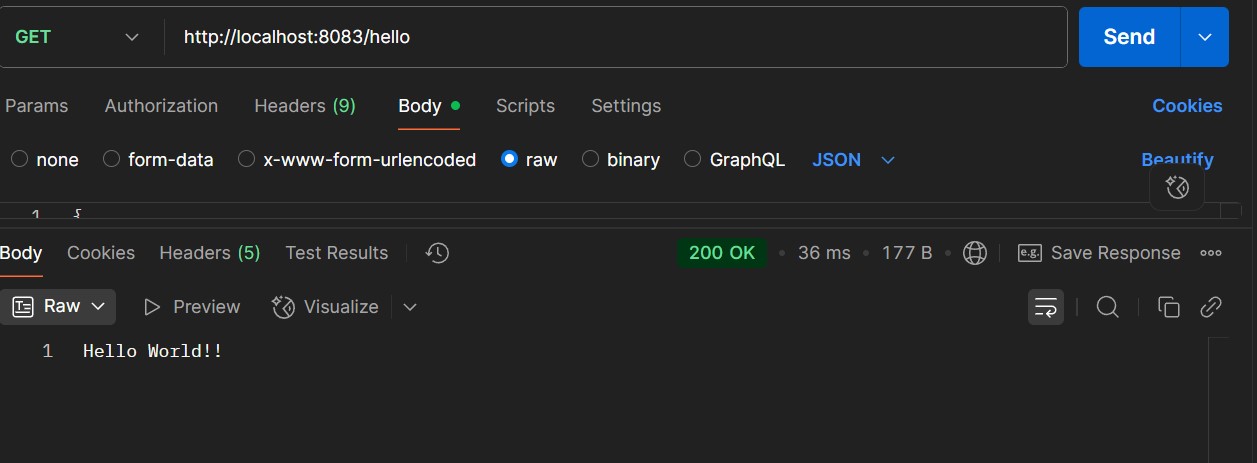 GET http://localhost:8083/hello Send
Params Authorization Headers (9) Body Scripts Settings Cookies
none form-data x-www-form-urlencoded raw binary GraphQL JSON Beautify
1 {
Body Cookies Headers (5) Test Results 200 OK 36 ms 177 B e.g. Save Response
Raw Preview Visualize
1 Hello World!!